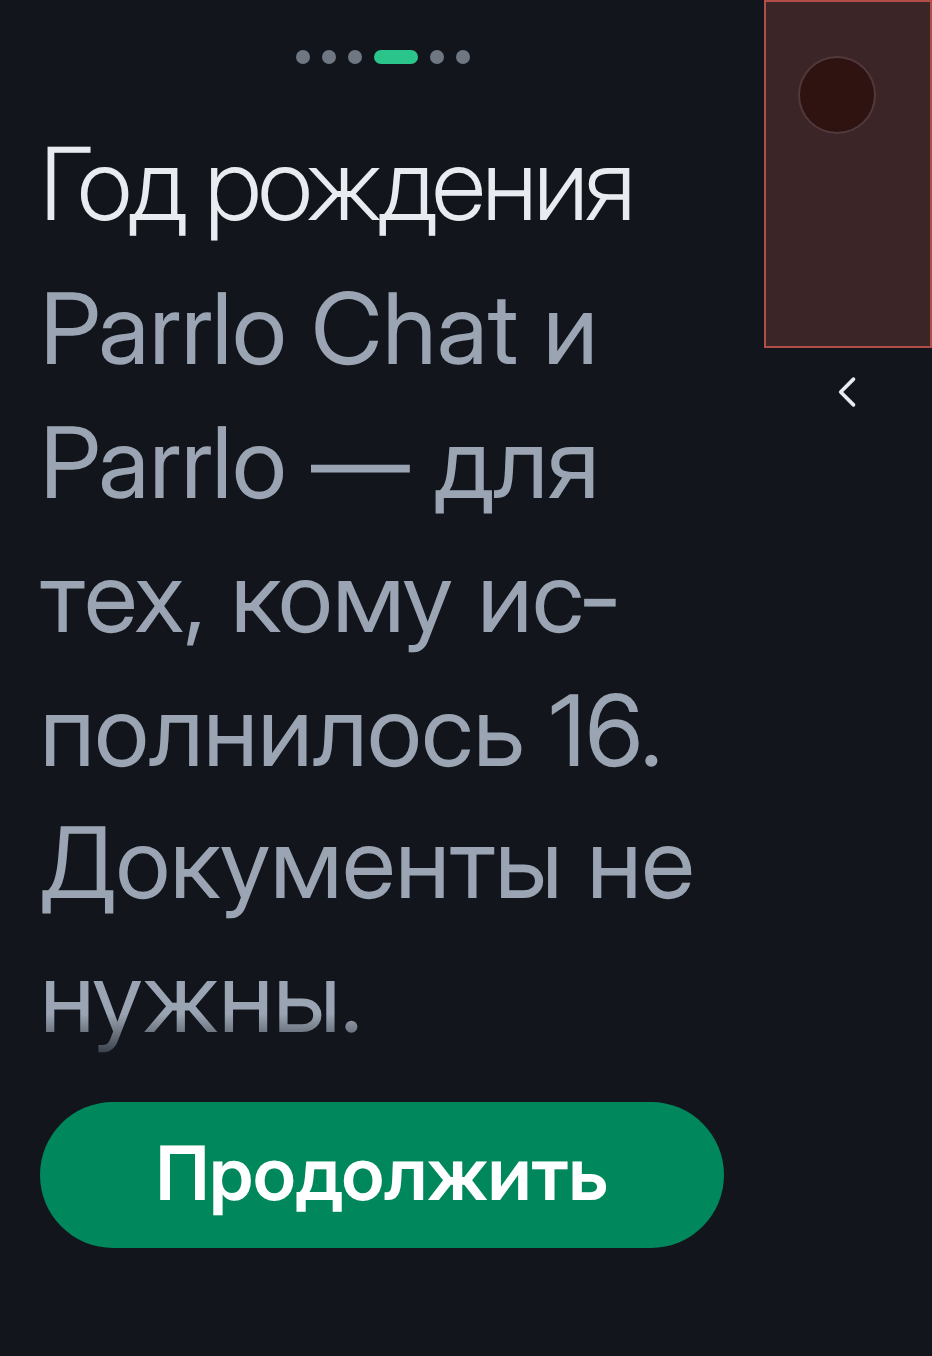 Год рождения
Parrlo Chat и
Parrlo — для
тех, кому ис-
полнилось 16.
Документы не
нужны.
Продолжить